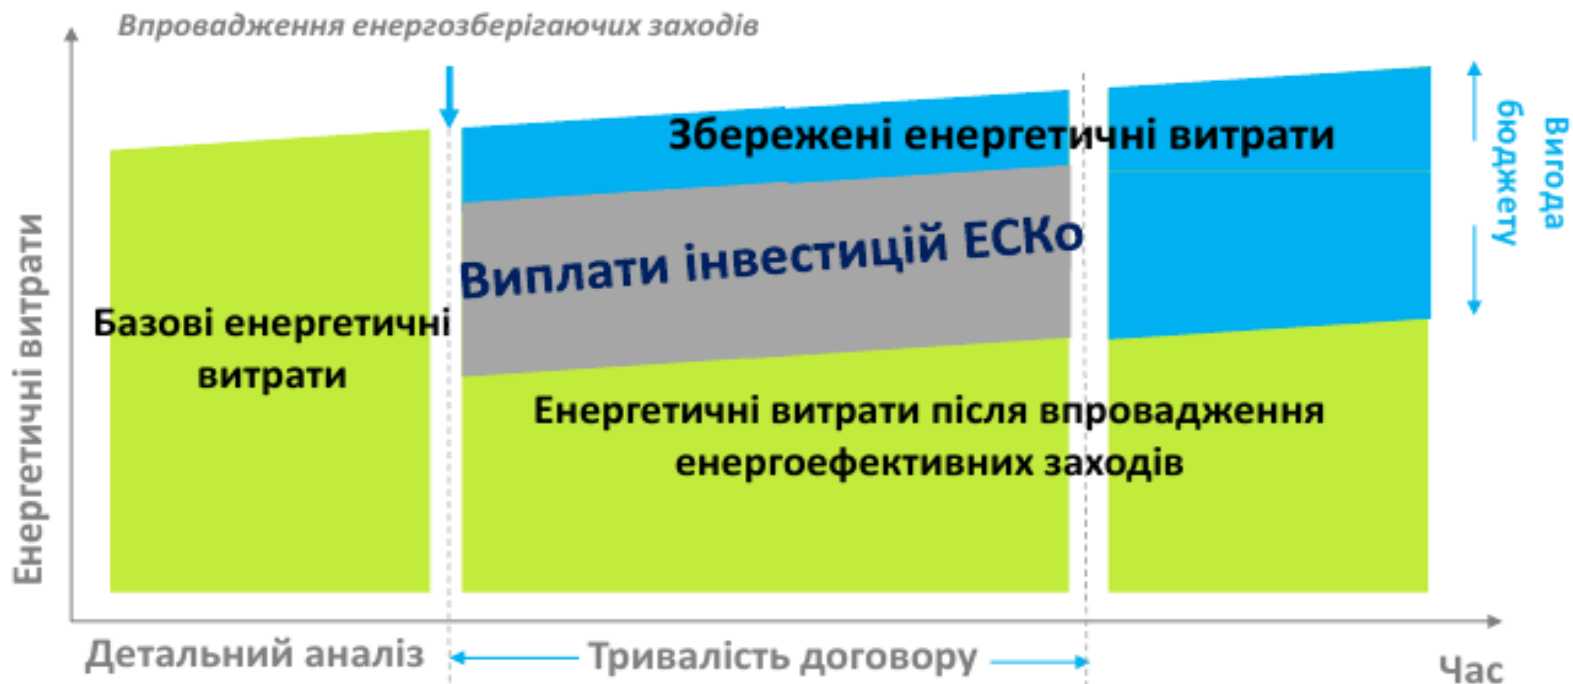 Впровадження енергозберігаючих заходів
Енергетичні витрати
Базові енергетичні
витрати
Збережені енергетичні витрати
Виплати інвестицій ЕСКо
Енергетичні витрати після впровадження
енергоефективних заходів
Вигода
бюджету
Детальний аналіз
Тривалість договору
Час